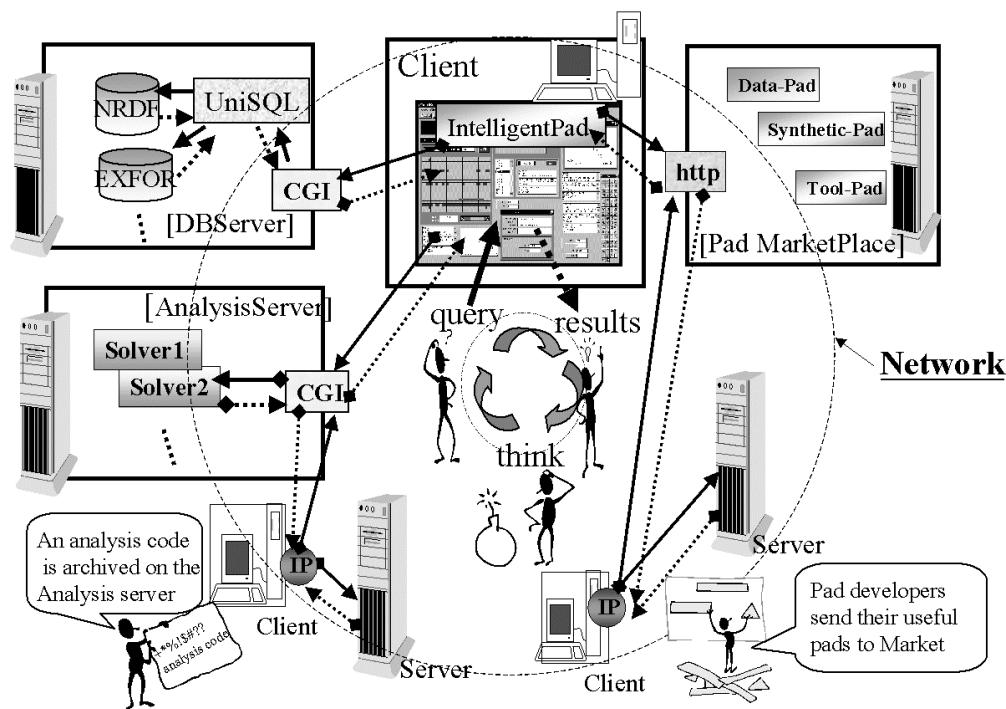 NRDF
UniSQL
EXFOR
CGI
[DBServer]
Client
IntelligentPad
http
Data-Pad
Synthetic-Pad
Tool-Pad
[Pad MarketPlace]
[AnalysisServer]
Solver1
Solver2
CGI
query
results
think
Network
An analysis code
is archived on the
Analysis server
+*%!$#??
analysis code
IP
Client
Server
Server
IP
Client
Pad developers
send their useful
pads to Market